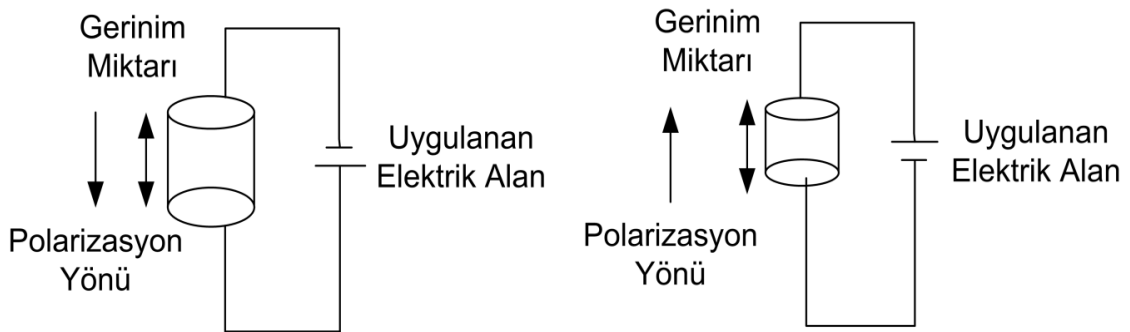 Gerinim
Miktarı
Uygulanan
Elektrik Alan
Polarizasyon
Yönü
Gerinim
Miktarı
Uygulanan
Elektrik Alan
Polarizasyon
Yönü